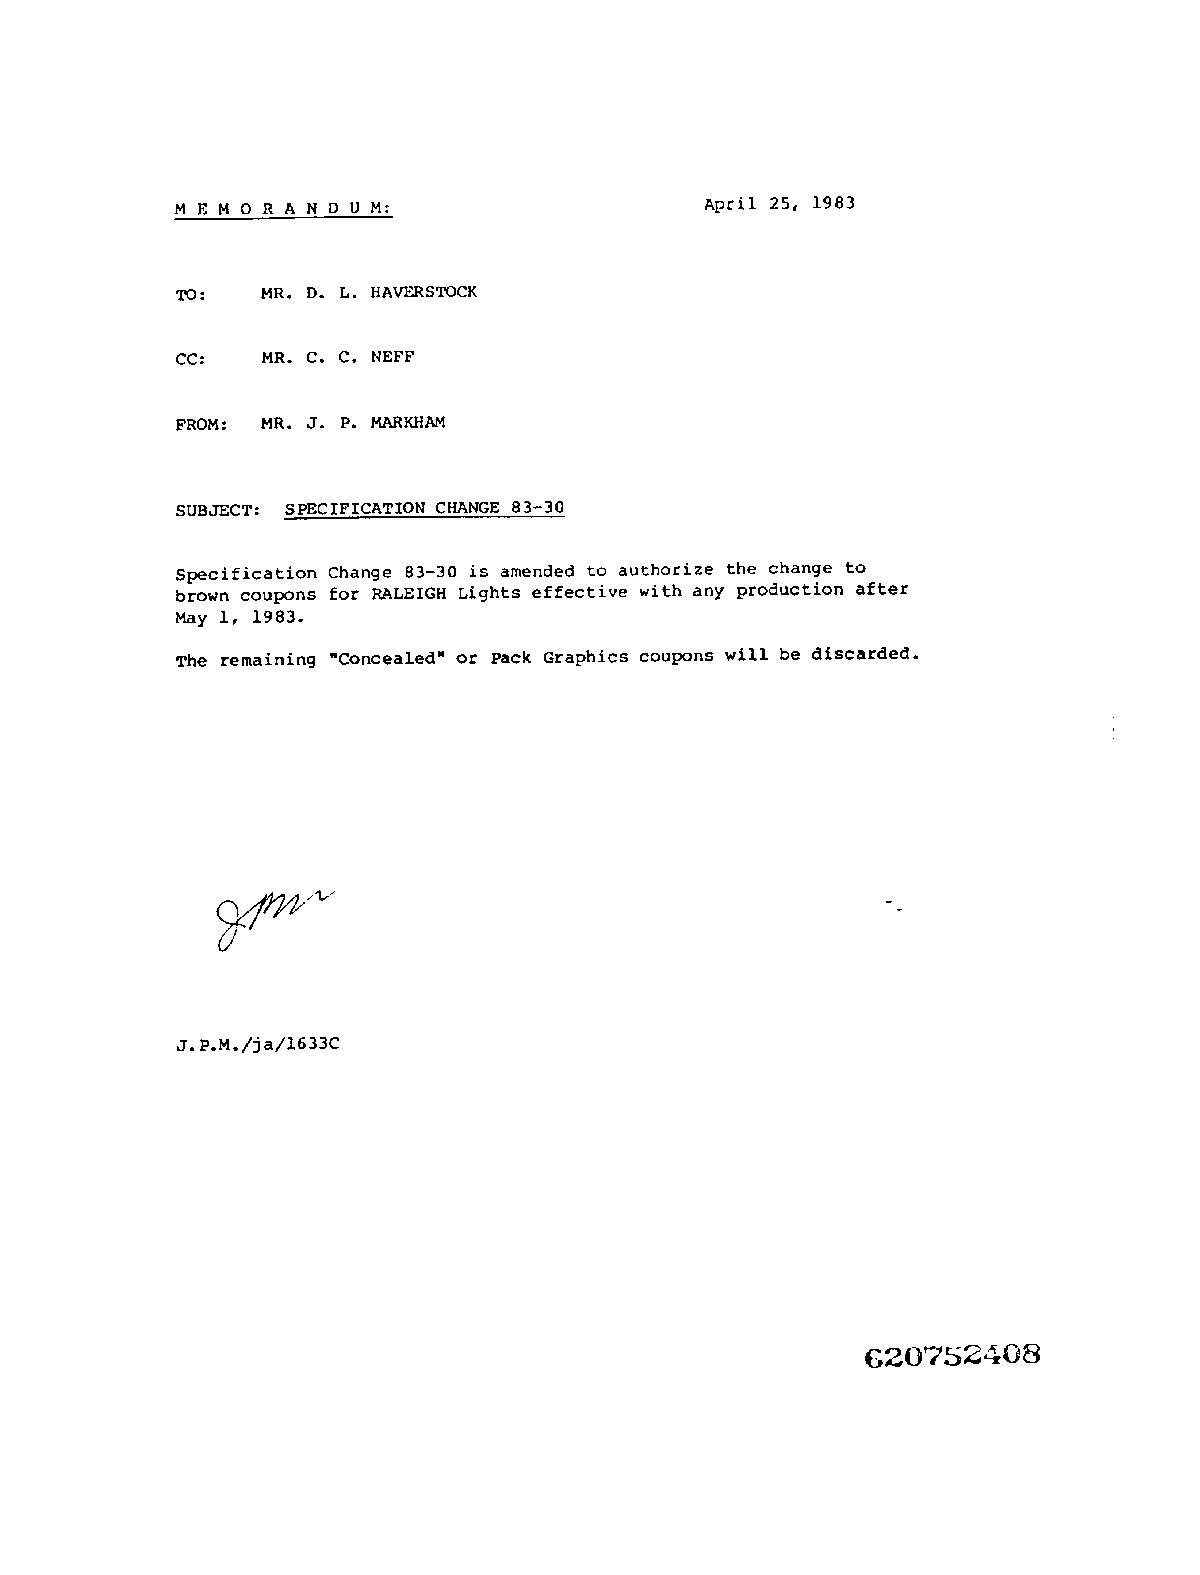 M E M O R A N D U M: April 25, 1983
TO: MR. D. L. HAVERSTOCK
CC: MR. C. C. NEFF
FROM: MR. J. P. MARKHAM
SUBJECT: SPECIFICATION CHANGE 83-30
Specification Change 83-30 is amended to authorize the change to
brown coupons for RALEIGH Lights effective with any production after
May 1, 1983.
The remaining "Concealed" or Pack Graphics coupons will be discarded.
JPM
J.P.M./ja/1633C
620752408